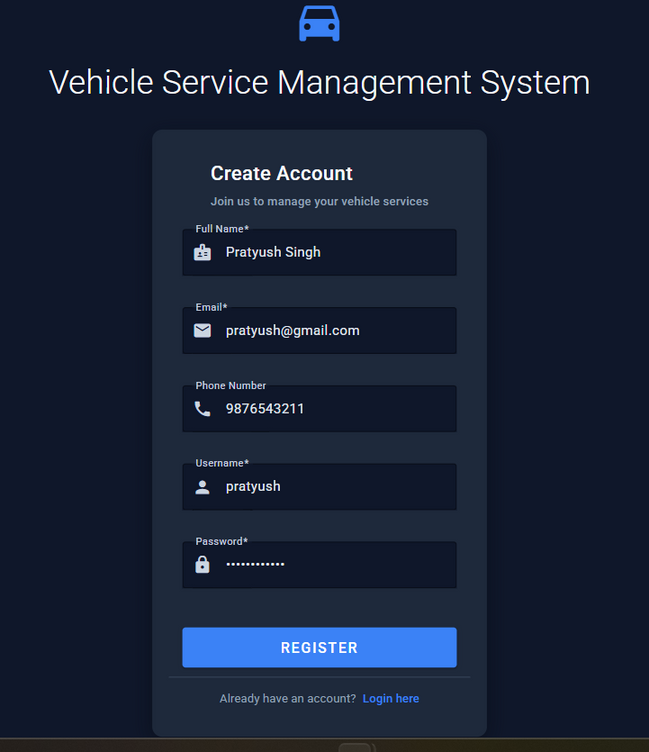 Vehicle Service Management System
Create Account
Join us to manage your vehicle services
Full Name*
Pratyush Singh
Email*
pratyush@gmail.com
Phone Number
9876543211
Username*
pratyush
Password*
••••••••••••
REGISTER
Already have an account? Login here